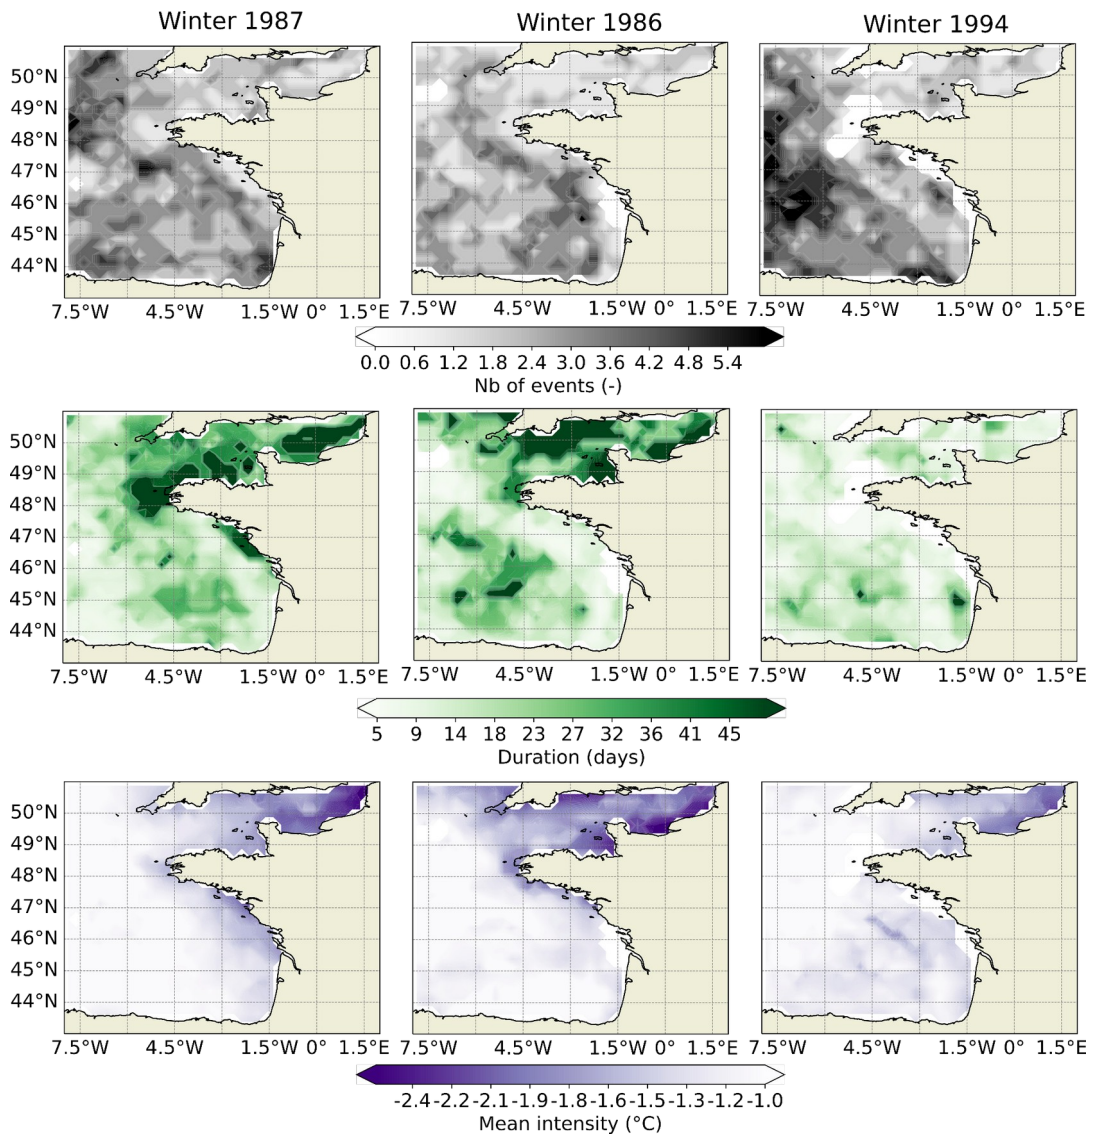 Winter 1987 Winter 1986 Winter 1994
50°N
49°N
48°N
47°N
46°N
45°N
44°N
7.5°W 4.5°W 1.5°W 0° 1.5°E 7.5°W 4.5°W 1.5°W 0° 1.5°E 7.5°W 4.5°W 1.5°W 0° 1.5°E
0.0 0.6 1.2 1.8 2.4 3.0 3.6 4.2 4.8 5.4
Nb of events (-)
50°N
49°N
48°N
47°N
46°N
45°N
44°N
7.5°W 4.5°W 1.5°W 0° 1.5°E 7.5°W 4.5°W 1.5°W 0° 1.5°E 7.5°W 4.5°W 1.5°W 0° 1.5°E
5 9 14 18 23 27 32 36 41 45
Duration (days)
50°N
49°N
48°N
47°N
46°N
45°N
44°N
7.5°W 4.5°W 1.5°W 0° 1.5°E 7.5°W 4.5°W 1.5°W 0° 1.5°E 7.5°W 4.5°W 1.5°W 0° 1.5°E
-2.4 -2.2 -2.1 -1.9 -1.8 -1.6 -1.5 -1.3 -1.2 -1.0
Mean intensity (°C)